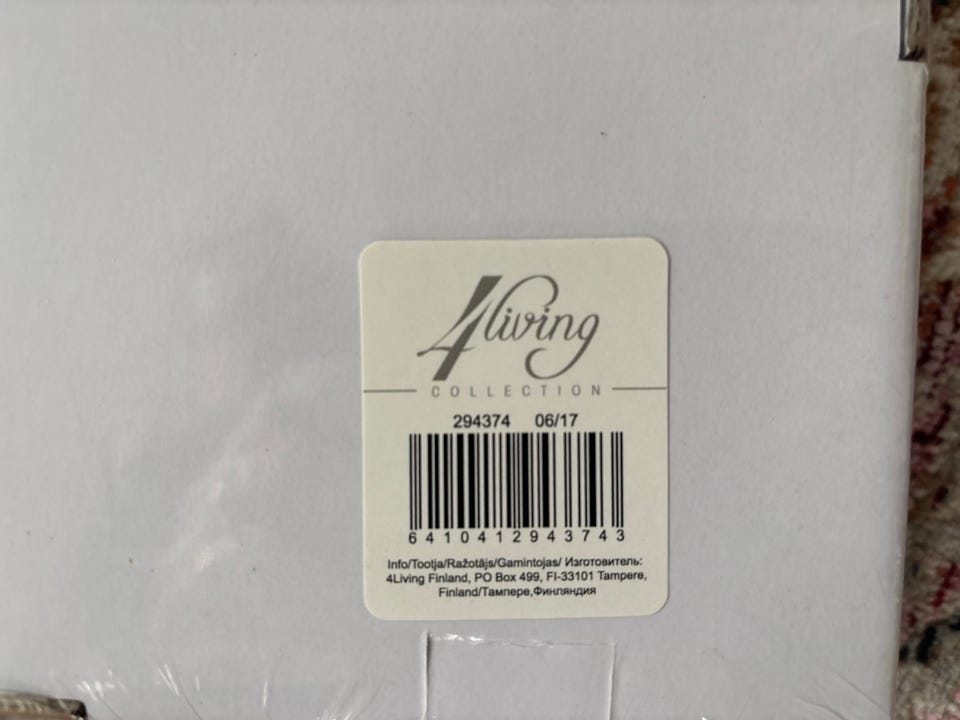 4living
COLLECTION
294374 06/17
6410412943743
Info/Tootja/Ražotājs/Gamintojas/ Изготовитель:
4Living Finland, PO Box 499, FI-33101 Tampere,
Finland/Тампере,Финляндия